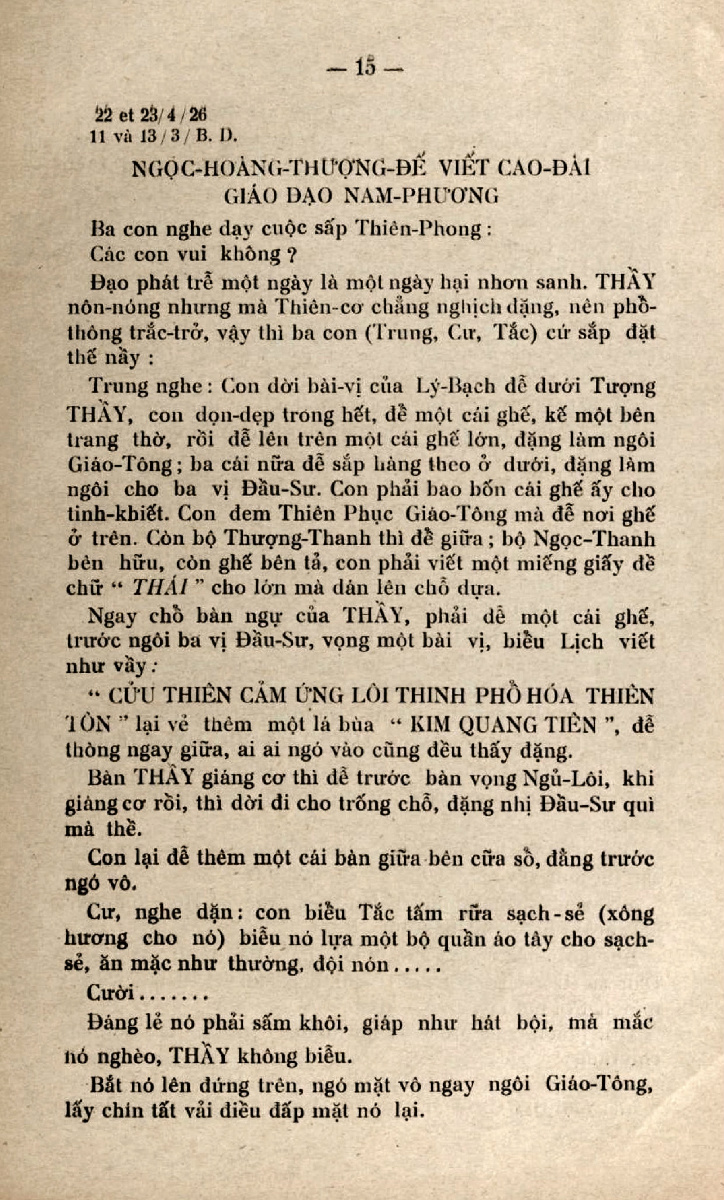 — 15 —
22 et 23/4/26
11 và 13/3/B. D.
NGỌC-HOÀNG-THƯỢNG-ĐẾ VIẾT CAO-ĐÀI
GIÁO ĐẠO NAM-PHƯƠNG
Ba con nghe dạy cuộc sấp Thiên-Phong :
Các con vui không ?
Đạo phát trễ một ngày là một ngày hại nhơn sanh. THẦY
nôn-nóng nhưng mà Thiên-cơ chẳng nghịch đặng, nên phổ-
thông trắc-trở, vậy thì ba con (Trung, Cư, Tắc) cứ sắp đặt
thế nầy :
Trung nghe : Con dời bài-vị của Lý-Bạch để dưới Tượng
THẦY, con dọn-dẹp trong hết, để một cái ghế, kế một bên
trang thờ, rồi để lên trên một cái ghế lớn, đặng làm ngôi
Giáo-Tông ; ba cái nữa để sắp hàng theo ở dưới, đặng làm
ngôi cho ba vị Đầu-Sư. Con phải bao bốn cái ghế ấy cho
tinh-khiết. Con đem Thiên Phục Giáo-Tông mà để nơi ghế
ở trên. Còn bộ Thượng-Thanh thì để giữa ; bộ Ngọc-Thanh
bên hữu, còn ghế bên tả, con phải viết một miếng giấy đề
chữ “ THÁI ” cho lớn mà dán lên chỗ dựa.
Ngay chỗ bàn ngự của THẦY, phải để một cái ghế,
trước ngôi ba vị Đầu-Sư, vọng một bài vị, biểu Lịch viết
như vầy :
“ CỬU THIÊN CẢM ỨNG LÔI THINH PHỔ HÓA THIÊN
TÔN ” lại vẻ thêm một lá bùa “ KIM QUANG TIÊN ”, để
thòng ngay giữa, ai ai ngó vào cũng đều thấy đặng.
Bàn THẦY giáng cơ thì để trước bàn vọng Ngủ-Lôi, khi
giáng cơ rồi, thì dời đi cho trống chỗ, đặng nhị Đầu-Sư quì
mà thề.
Con lại để thêm một cái bàn giữa bên cữa sổ, đằng trước
ngó vô.
Cư, nghe dặn : con biểu Tắc tấm rữa sạch-sẻ (xông
hương cho nó) biểu nó lựa một bộ quần áo tây cho sạch-
sẻ, ăn mặc như thường, đội nón.....
Cười.......
Đáng lẻ nó phải sấm khôi, giáp như hát bội, mà mắc
nó nghèo, THẦY không biểu.
Bắt nó lên đứng trên, ngó mặt vô ngay ngôi Giáo-Tông,
lấy chín tất vải điều đấp mặt nó lại.